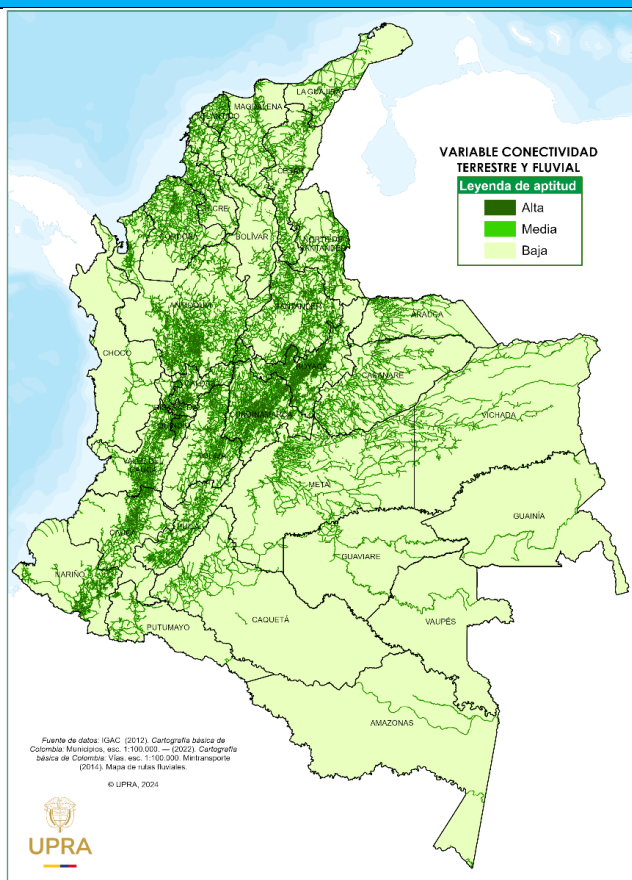 LA GUAJIRA
MAGDALENA
VARIABLE CONECTIVIDAD
TERRESTRE Y FLUVIAL
Leyenda de aptitud
Alta
Media
Baja
BOLÍVAR
SANTANDER
ARAUCA
CHOCÓ
CASANARE
VICHADA
META
GUAINÍA
GUAVIARE
NARIÑO
CAQUETÁ
VAUPÉS
PUTUMAYO
AMAZONAS
Fuente de datos: IGAC (2012). Cartografía básica de
Colombia: Municipios, esc. 1:100.000. — (2022). Cartografía
básica de Colombia: Vías. esc. 1:100.000. Mintransporte
(2014). Mapa de rutas fluviales.
© UPRA, 2024
UPRA